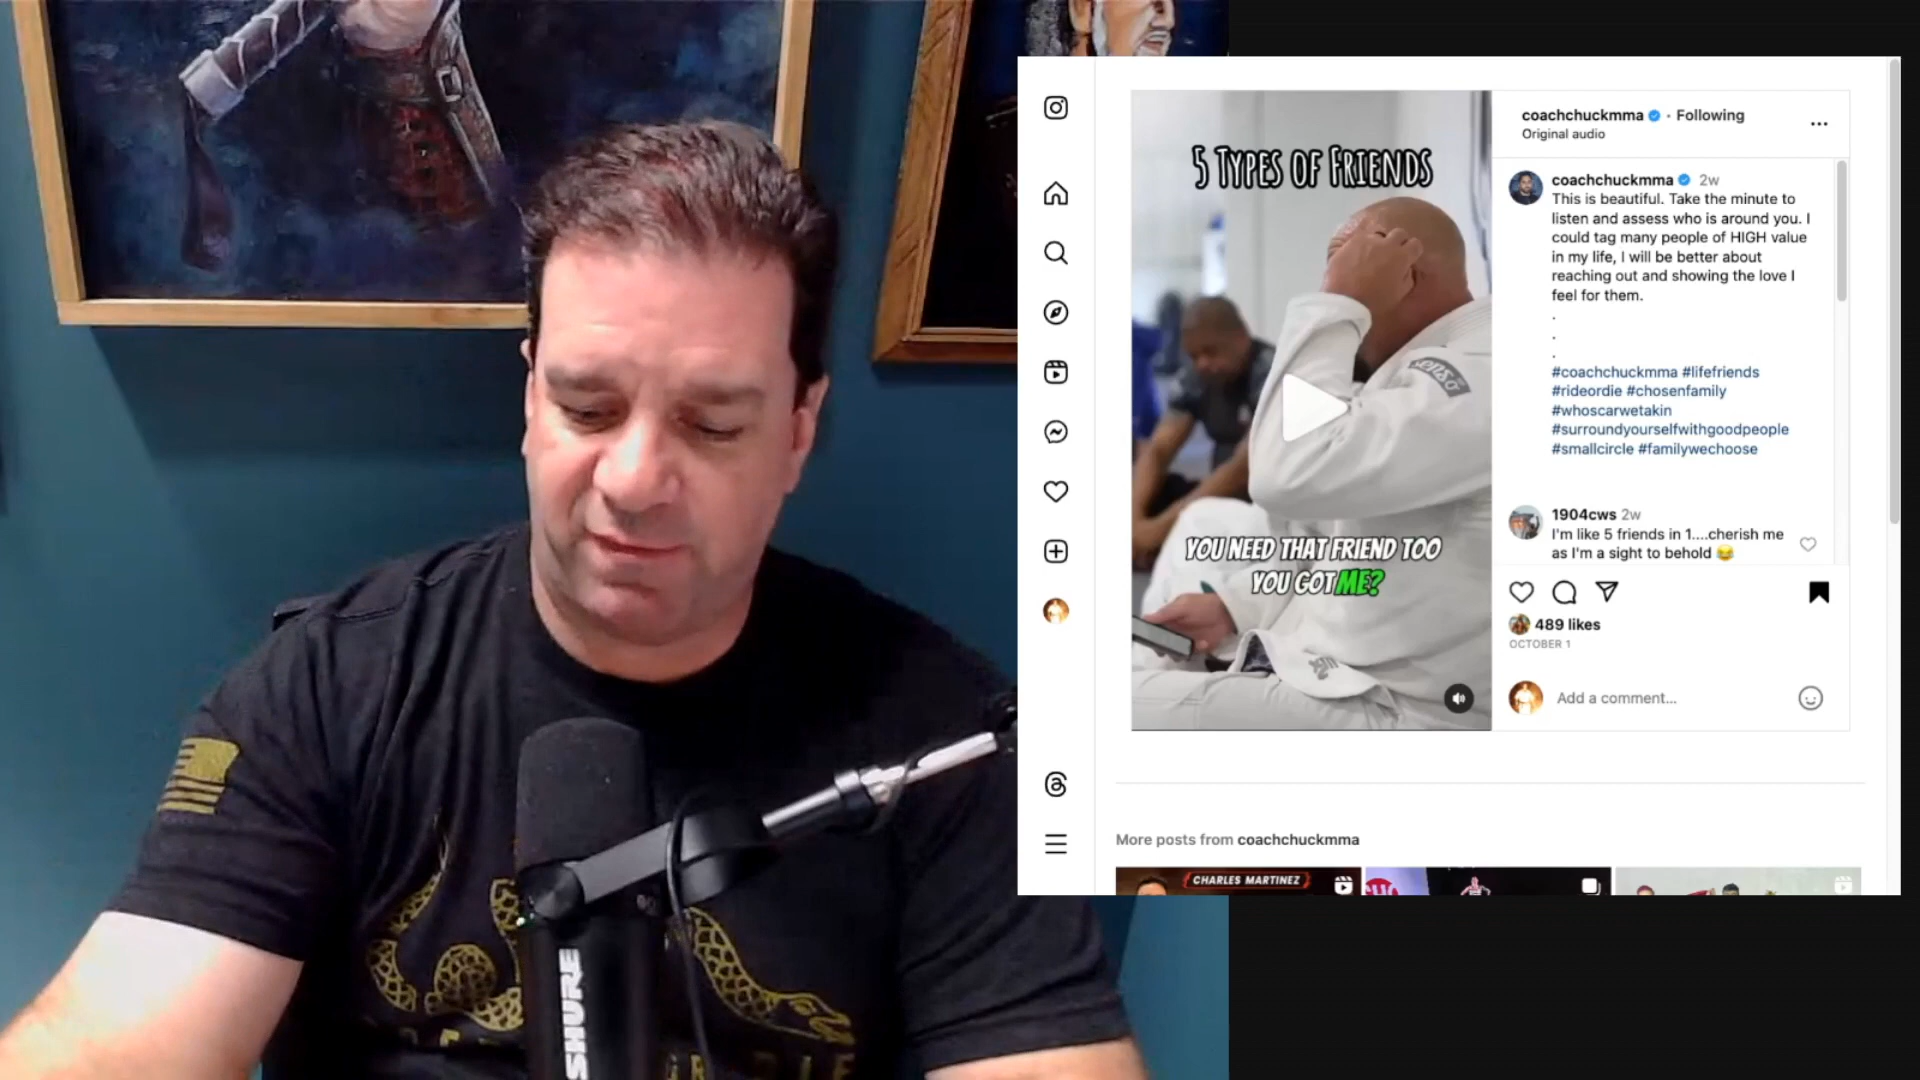 5 TYPES OF FRIENDS
YOU NEED THAT FRIEND TOO
YOU GOT ME?
coachchuckmma • Following
Original audio
coachchuckmma 2w
This is beautiful. Take the minute to
listen and assess who is around you. I
could tag many people of HIGH value
in my life, I will be better about
reaching out and showing the love I
feel for them.
.
.
.
#coachchuckmma #lifefriends
#rideordie #chosenfamily
#whoscarwetakin
#surroundyourselfwithgoodpeople
#smallcircle #familywechoose
1904cws 2w
I'm like 5 friends in 1....cherish me
as I'm a sight to behold 😂
489 likes
OCTOBER 1
Add a comment...
More posts from coachchuckmma
CHARLES MARTINEZ
SHURE